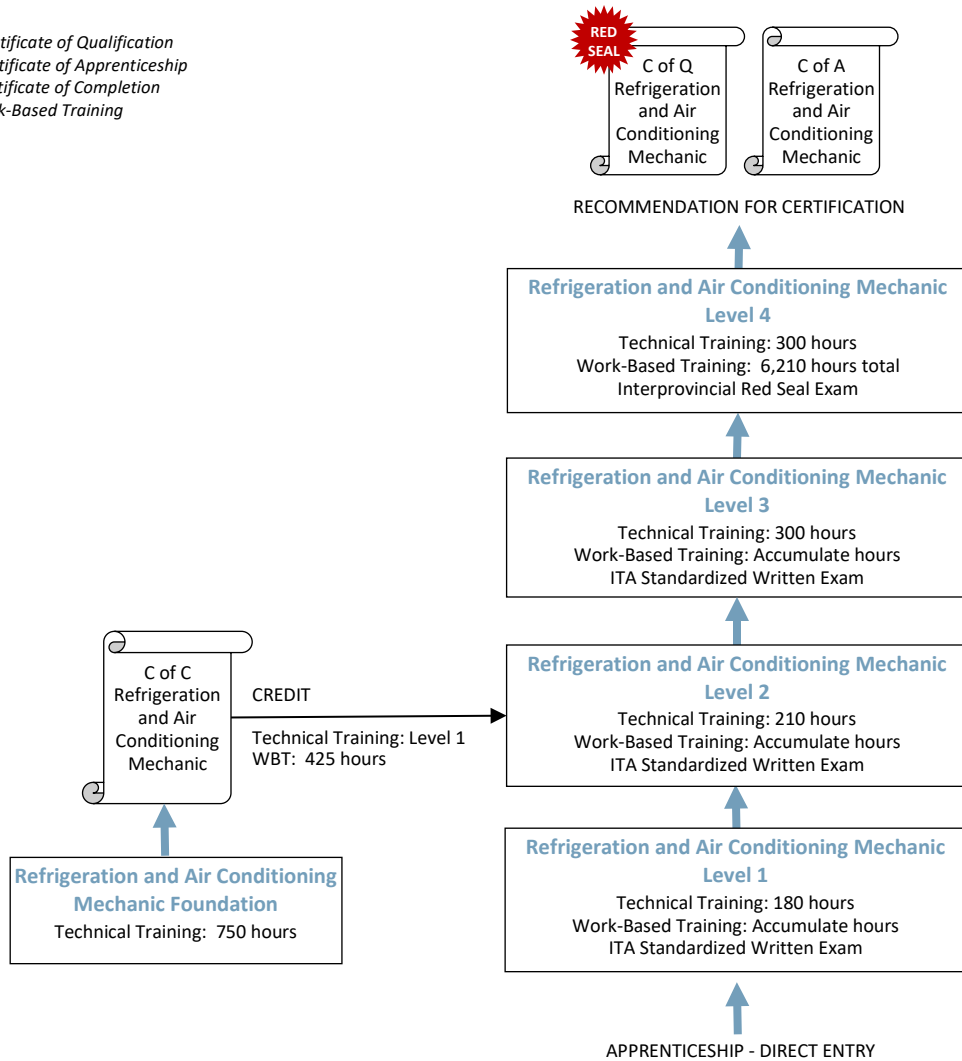 of Qualification
of Apprenticeship
of Completion
Training
RED
SEAL
C of Q
Refrigeration
and Air
Conditioning
Mechanic
C of A
Refrigeration
and Air
Conditioning
Mechanic
RECOMMENDATION FOR CERTIFICATION
Refrigeration and Air Conditioning Mechanic
Level 4
Technical Training: 300 hours
Work-Based Training: 6,210 hours total
Interprovincial Red Seal Exam
Refrigeration and Air Conditioning Mechanic
Level 3
Technical Training: 300 hours
Work-Based Training: Accumulate hours
ITA Standardized Written Exam
Refrigeration and Air Conditioning Mechanic
Level 2
Technical Training: 210 hours
Work-Based Training: Accumulate hours
ITA Standardized Written Exam
C of C
Refrigeration
and Air
Conditioning
Mechanic
CREDIT
Technical Training: Level 1
WBT: 425 hours
Refrigeration and Air Conditioning
Mechanic Foundation
Technical Training: 750 hours
Refrigeration and Air Conditioning Mechanic
Level 1
Technical Training: 180 hours
Work-Based Training: Accumulate hours
ITA Standardized Written Exam
APPRENTICESHIP - DIRECT ENTRY